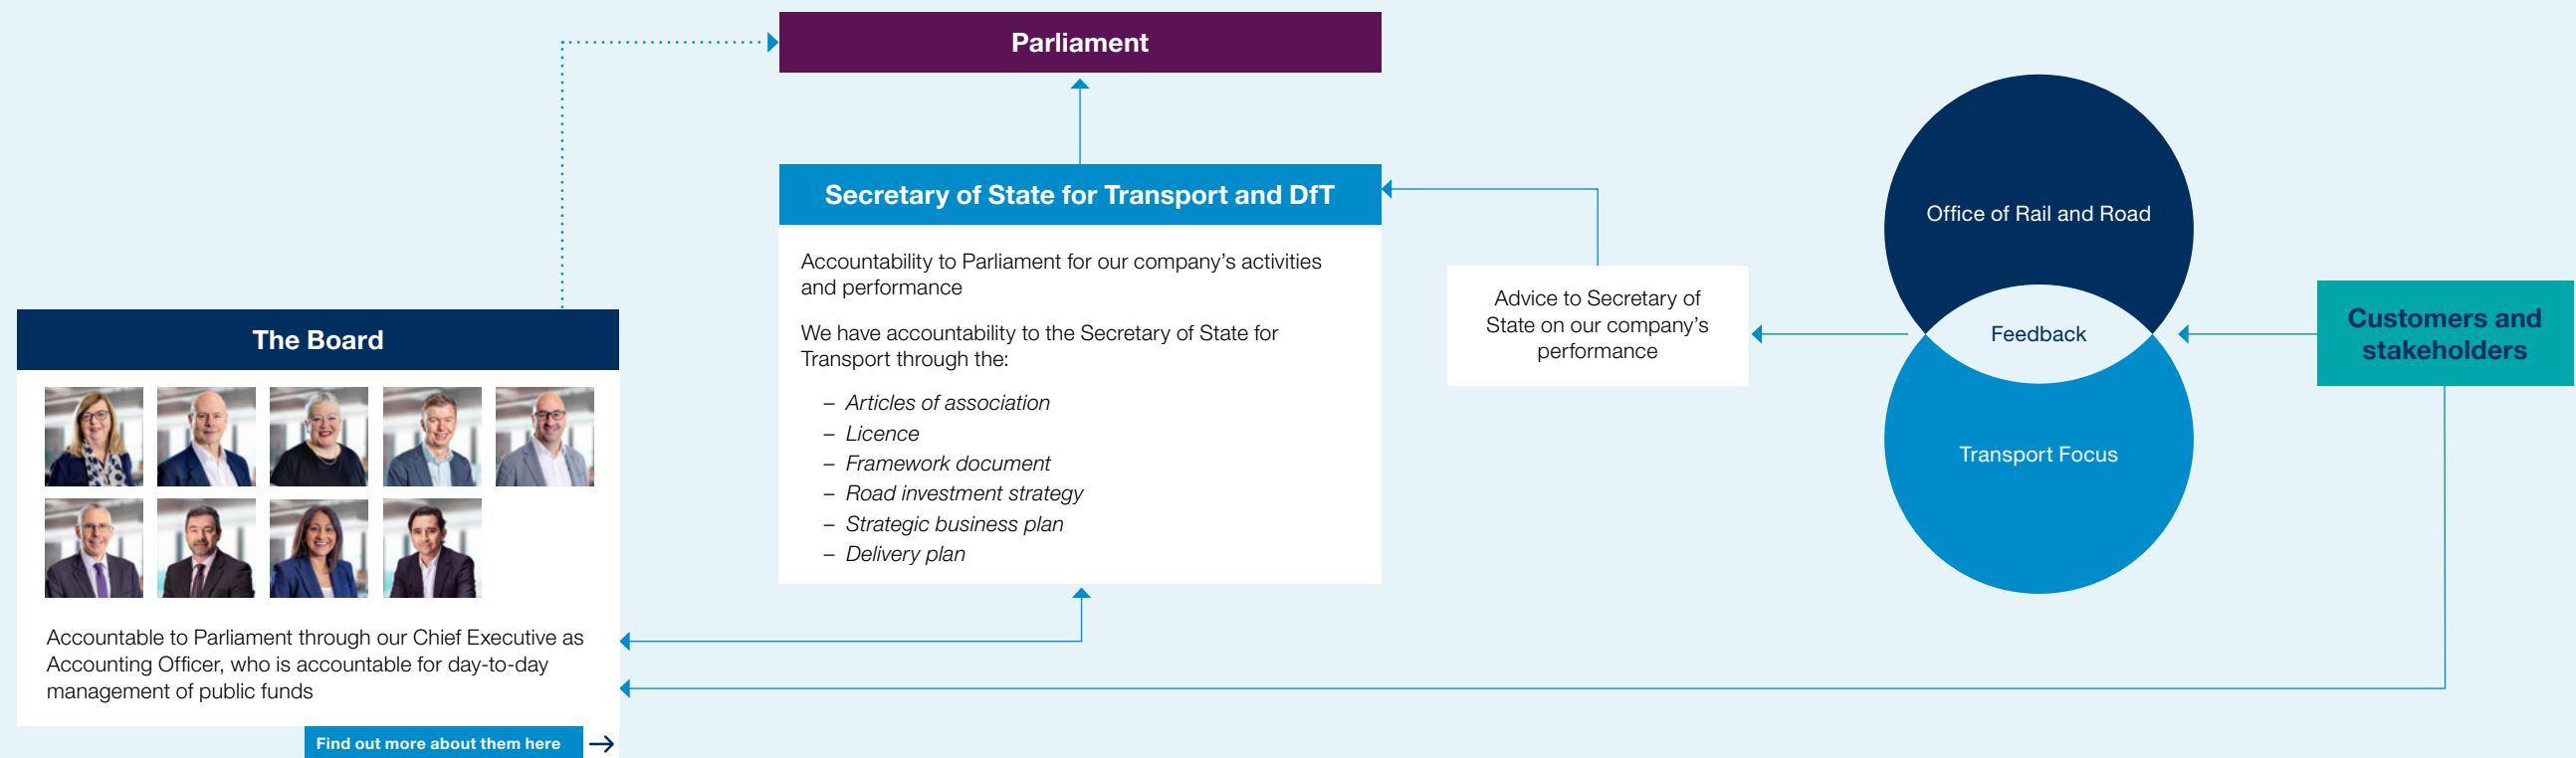 Parliament
Secretary of State for Transport and DfT
Accountability to Parliament for our company’s activities
and performance
We have accountability to the Secretary of State for
Transport through the:
– Articles of association
– Licence
– Framework document
– Road investment strategy
– Strategic business plan
– Delivery plan
The Board
Accountable to Parliament through our Chief Executive as
Accounting Officer, who is accountable for day-to-day
management of public funds
Find out more about them here
Advice to Secretary of
State on our company’s
performance
Office of Rail and Road
Feedback
Transport Focus
Customers and
stakeholders